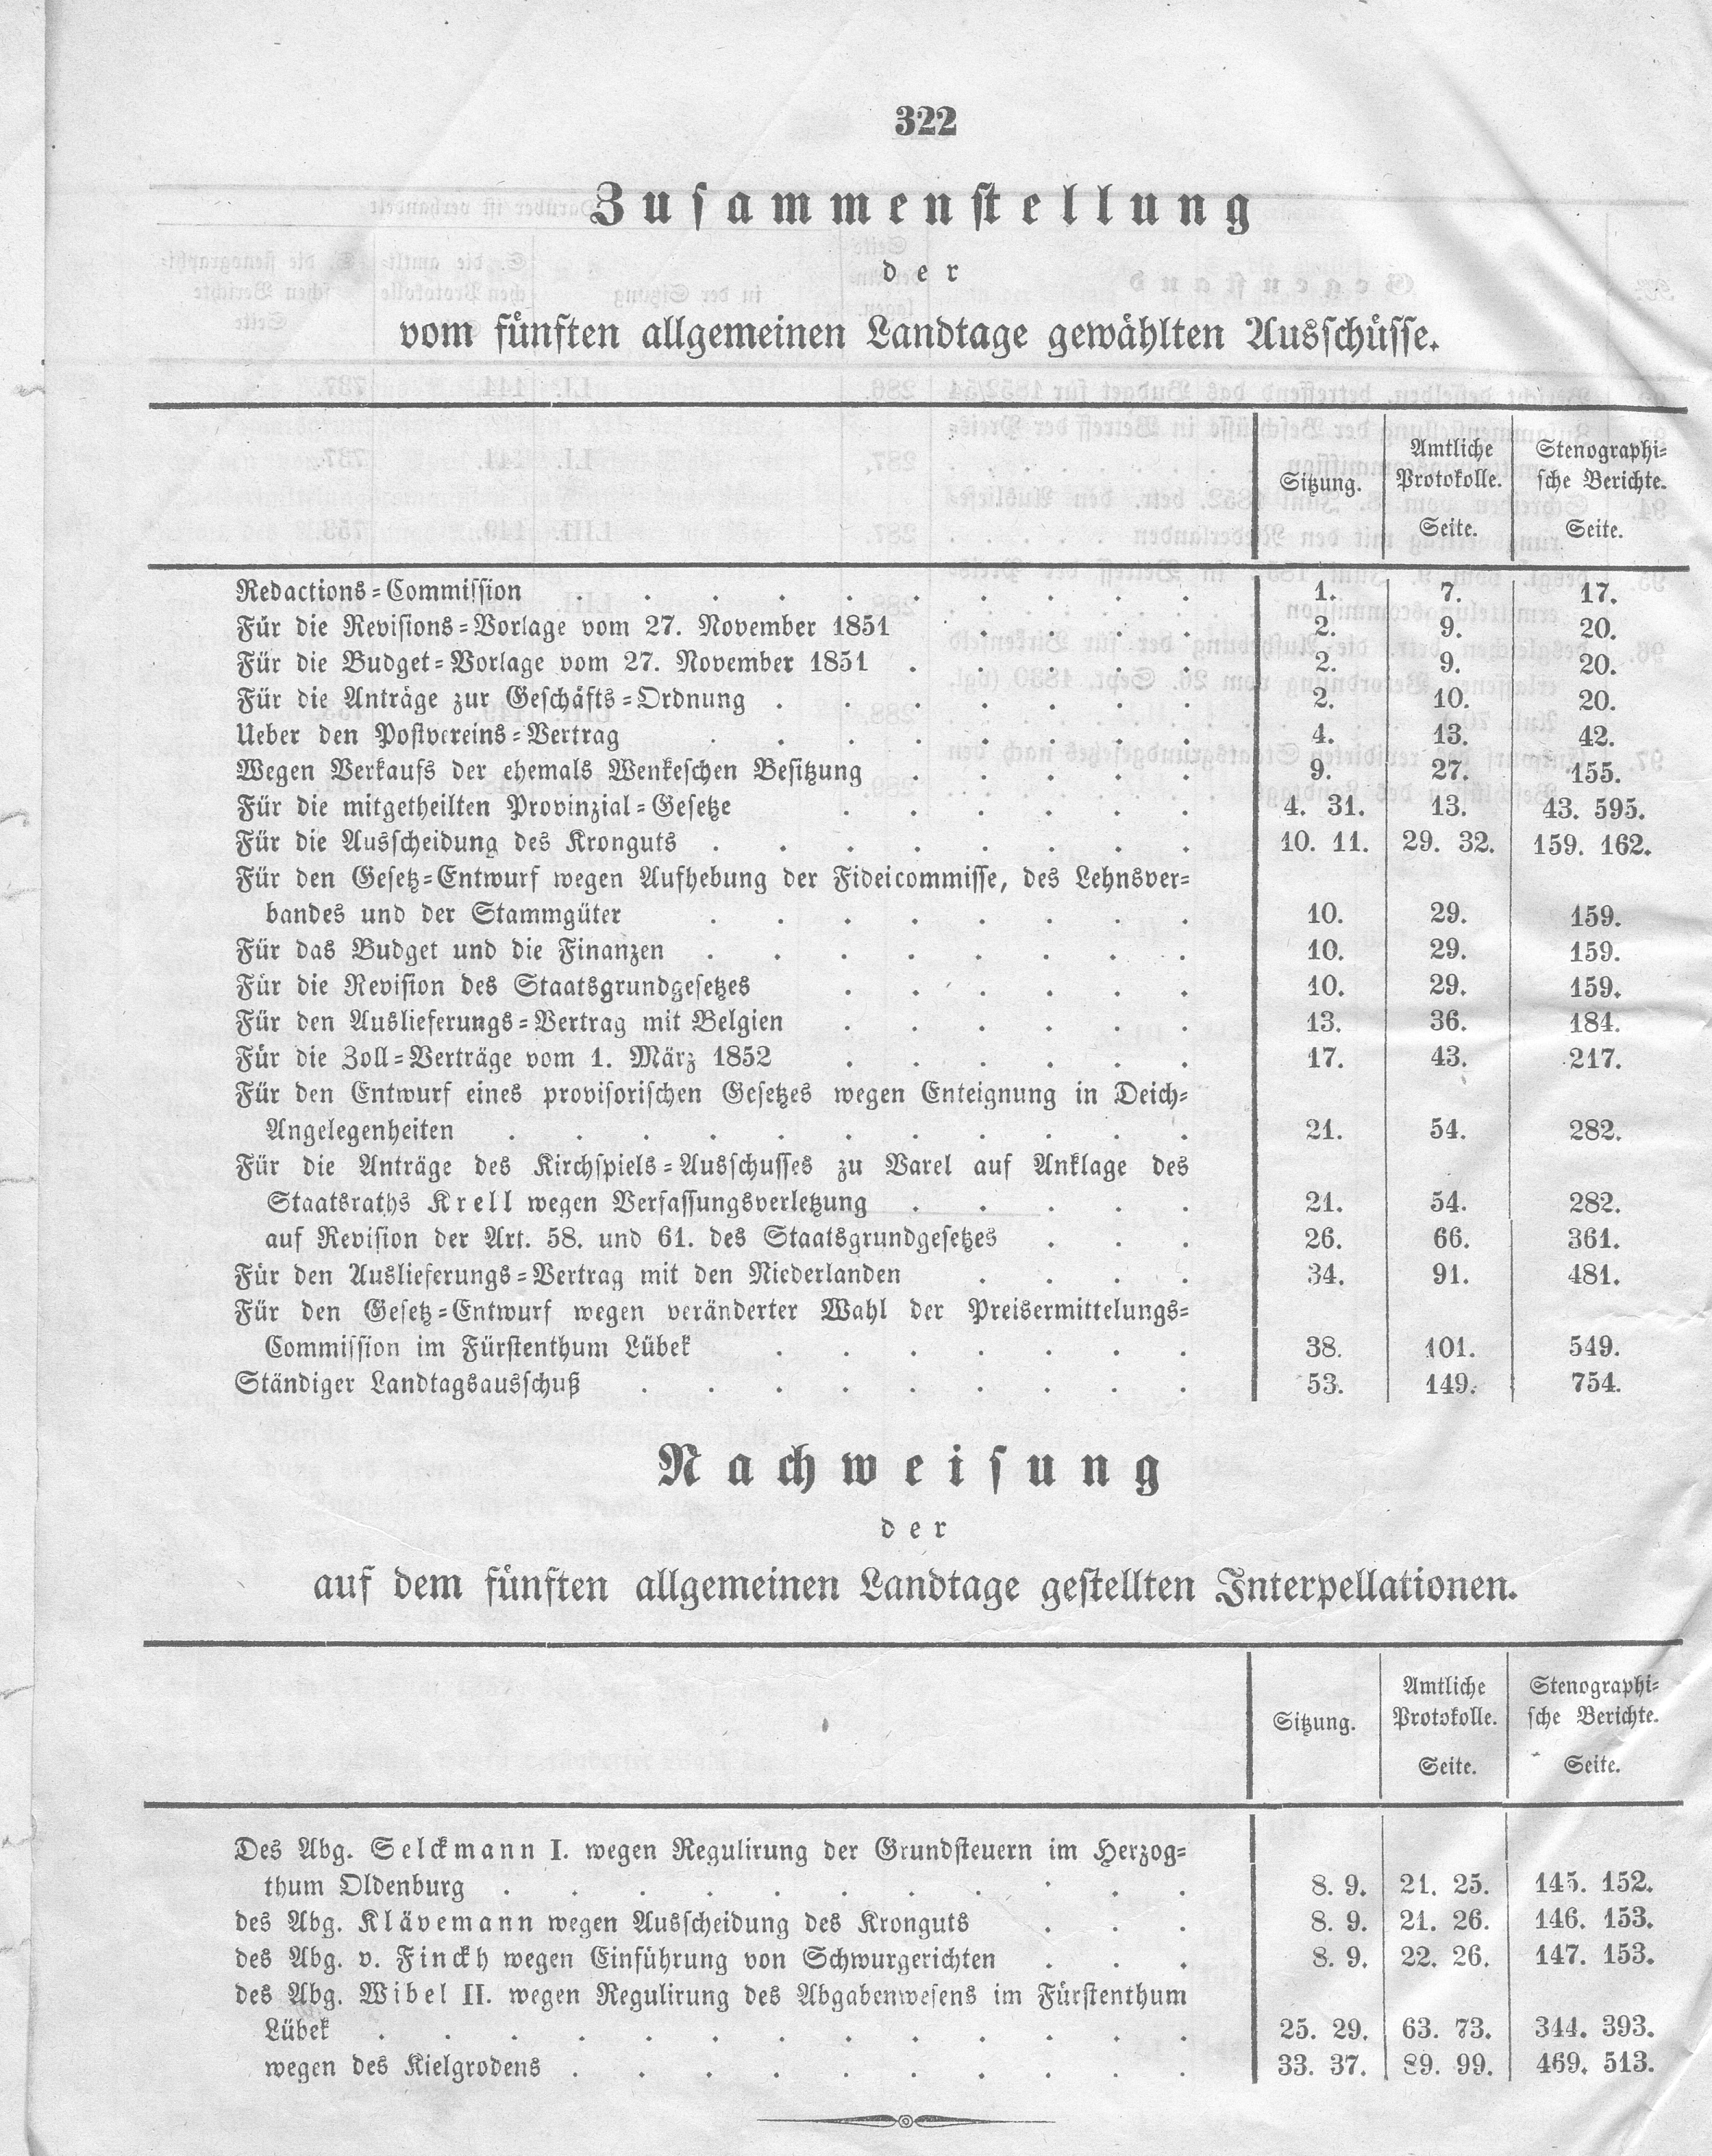 322
Zusammenstellung
der
vom fünften allgemeinen Landtage gewählten Ausschüsse.
Sitzung. Amtliche Protokolle. Seite. Stenographi-sche Berichte. Seite.
Redactions-Commission . . . . . . . . . . 1. 7. 17.
Für die Revisions-Vorlage vom 27. November 1851 . . . . 2. 9. 20.
Für die Budget-Vorlage vom 27. November 1851 . . . . . 2. 9. 20.
Für die Anträge zur Geschäfts-Ordnung . . . . . . . 2. 10. 20.
Ueber den Postvereins-Vertrag . . . . . . . . 4. 13. 42.
Wegen Verkaufs der ehemals Wenkeschen Besitzung . . . . . 9. 27. 155.
Für die mitgetheilten Provinzial-Gesetze . . . . . . 4. 31. 13. 43. 595.
Für die Ausscheidung des Kronguts . . . . . . . . 10. 11. 29. 32. 159. 162.
Für den Gesetz-Entwurf wegen Aufhebung der Fideicommisse, des Lehnsver-
bandes und der Stammgüter . . . . . . . . 10. 29. 159.
Für das Budget und die Finanzen . . . . . . . . 10. 29. 159.
Für die Revision des Staatsgrundgesetzes . . . . . . 10. 29. 159.
Für den Auslieferungs-Vertrag mit Belgien . . . . . . 13. 36. 184.
Für die Zoll-Verträge vom 1. März 1852 . . . . . . 17. 43. 217.
Für den Entwurf eines provisorischen Gesetzes wegen Enteignung in Deich-
Angelegenheiten . . . . . . . . . . . 21. 54. 282.
Für die Anträge des Kirchspiels-Ausschusses zu Varel auf Anklage des
Staatsraths Krell wegen Verfassungsverletzung . . . . . 21. 54. 282.
auf Revision der Art. 58. und 61. des Staatsgrundgesetzes . . . 26. 66. 361.
Für den Auslieferungs-Vertrag mit den Niederlanden . . . . 34. 91. 481.
Für den Gesetz-Entwurf wegen veränderter Wahl der Preisermittelungs-
Commission im Fürstenthum Lübek . . . . . . . 38. 101. 549.
Ständiger Landtagsausschuß . . . . . . . . . 53. 149. 754.
Nachweisung
der
auf dem fünften allgemeinen Landtage gestellten Interpellationen.
Sitzung. Amtliche Protokolle. Seite. Stenographi-sche Berichte. Seite.
Des Abg. Selckmann I. wegen Regulirung der Grundsteuern im Herzog-
thum Oldenburg . . . . . . . . . . . 8. 9. 21. 25. 145. 152.
des Abg. Klävemann wegen Ausscheidung des Kronguts . . . 8. 9. 21. 26. 146. 153.
des Abg. v. Finckh wegen Einführung von Schwurgerichten . . . 8. 9. 22. 26. 147. 153.
des Abg. Wibel II. wegen Regulirung des Abgabenwesens im Fürstenthum
Lübek . . . . . . . . . . . . . 25. 29. 63. 73. 344. 393.
wegen des Kielgrodens . . . . . . . . . . 33. 37. 89. 99. 469. 513.